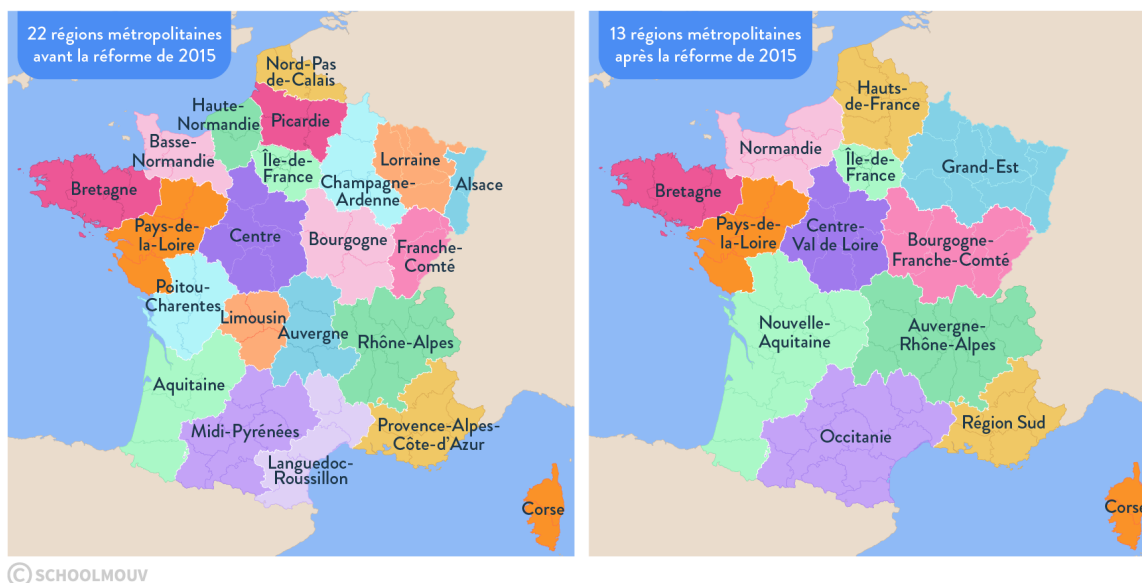 22 régions métropolitaines
avant la réforme de 2015
Nord-Pas
de-Calais
Haute-
Normandie
Picardie
Basse-
Normandie
Île-de-
France
Lorraine
Champagne-
Ardenne
Alsace
Bretagne
Pays-de-
la-Loire
Centre
Bourgogne
Franche-
Comté
Poitou-
Charentes
Limousin
Auvergne
Rhône-Alpes
Aquitaine
Midi-Pyrénées
Provence-Alpes-
Côte-d'Azur
Languedoc-
Roussillon
Corse
13 régions métropolitaines
après la réforme de 2015
Hauts-
de-France
Normandie
Île-de-
France
Grand-Est
Bretagne
Pays-de-
la-Loire
Centre-
Val de Loire
Bourgogne-
Franche-Comté
Nouvelle-
Aquitaine
Auvergne-
Rhône-Alpes
Occitanie
Région Sud
Corse
© SCHOOLMOUV